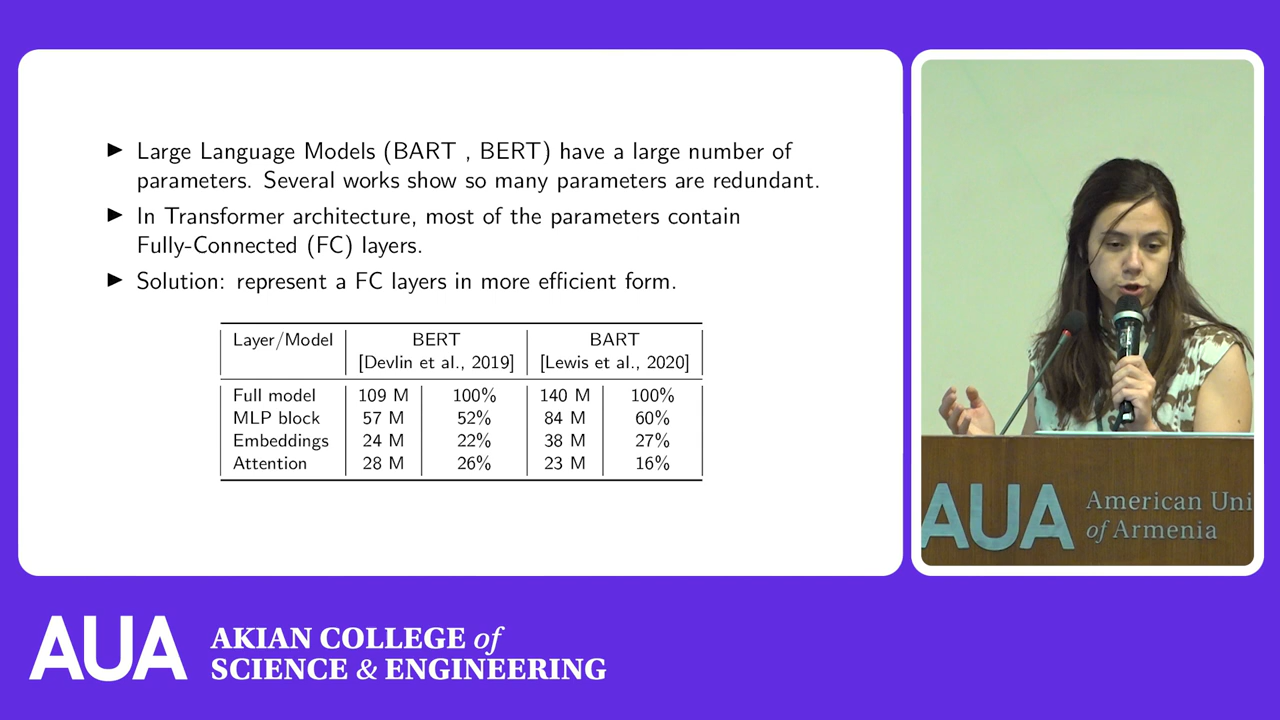 ▶ Large Language Models (BART , BERT) have a large number of
parameters. Several works show so many parameters are redundant.
▶ In Transformer architecture, most of the parameters contain
Fully-Connected (FC) layers.
▶ Solution: represent a FC layers in more efficient form.
Layer/Model BERT BART
[Devlin et al., 2019] [Lewis et al., 2020]
Full model 109 M 100% 140 M 100%
MLP block 57 M 52% 84 M 60%
Embeddings 24 M 22% 38 M 27%
Attention 28 M 26% 23 M 16%
AUA American Uni
of Armenia
AUA AKIAN COLLEGE of
SCIENCE & ENGINEERING